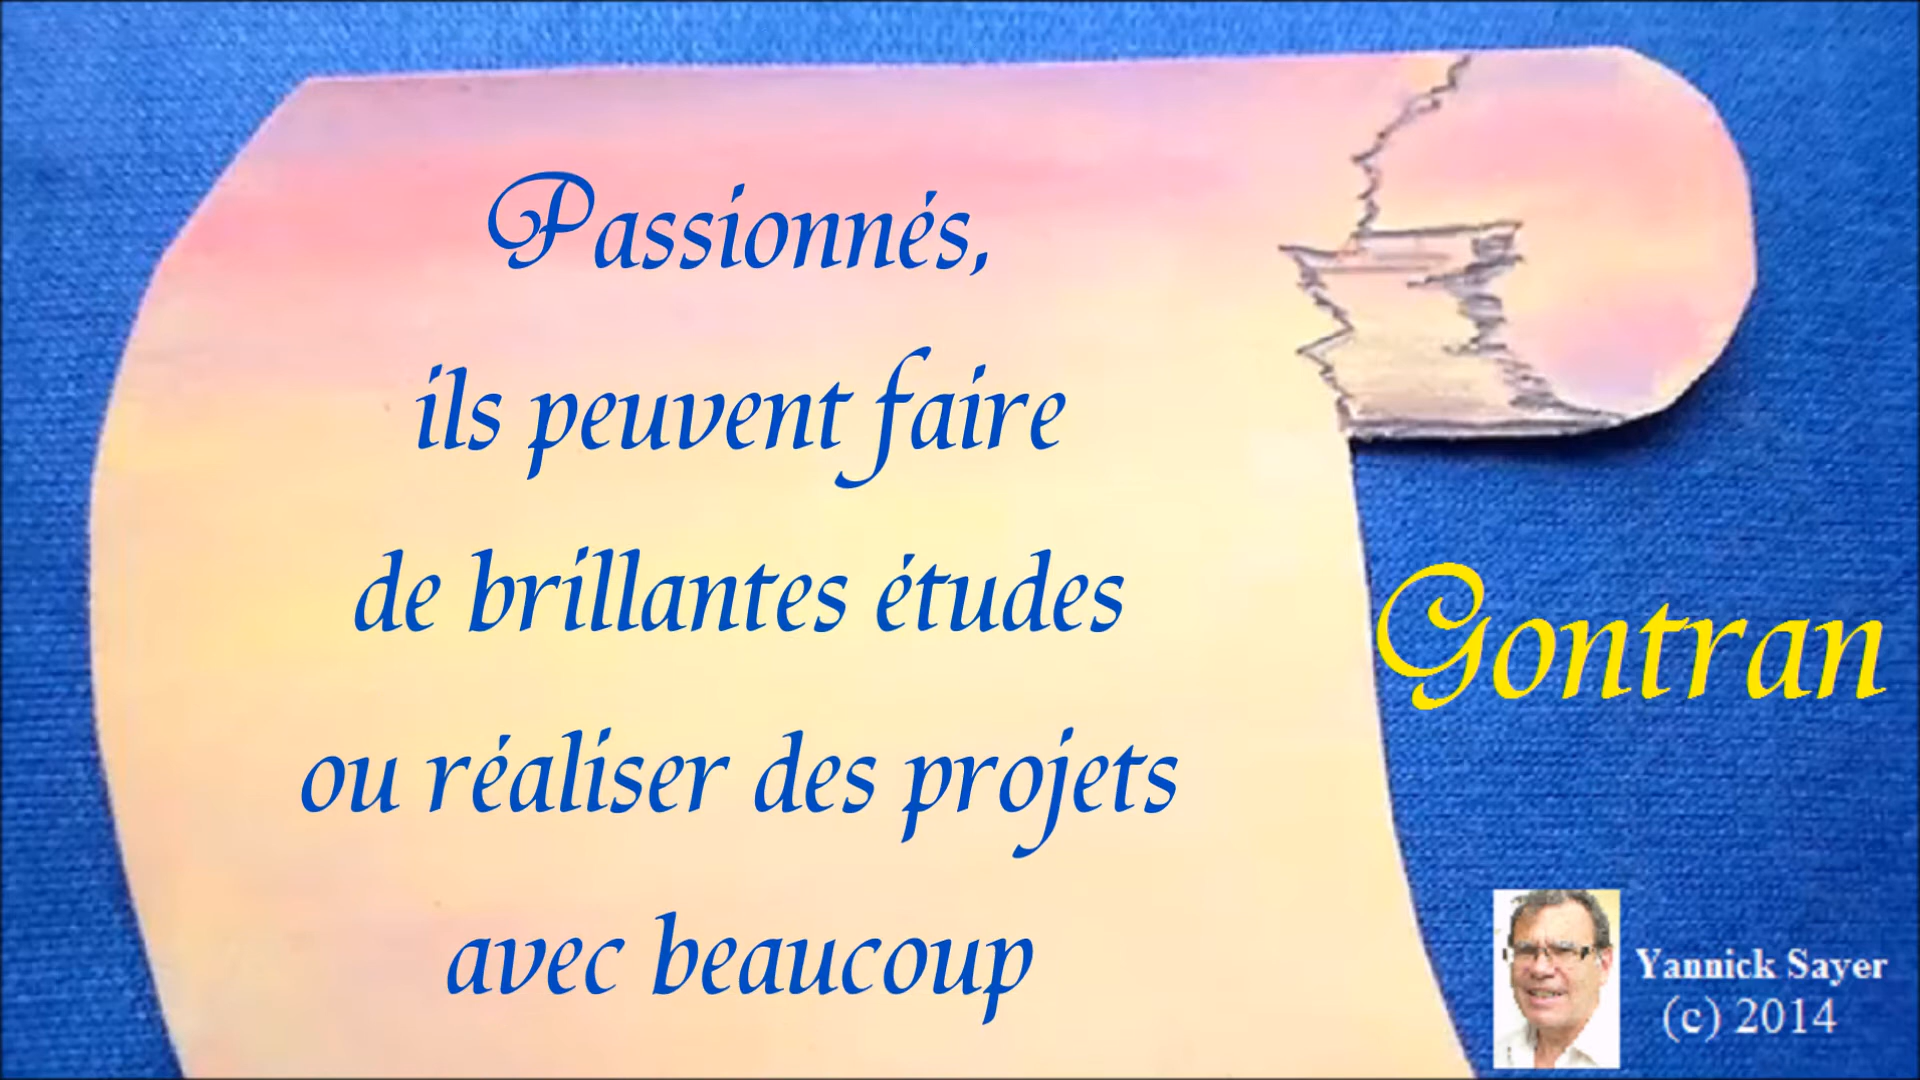 Passionnés,
ils peuvent faire
de brillantes études
ou réaliser des projets
avec beaucoup
Gontran
Yannick Sayer
(c) 2014